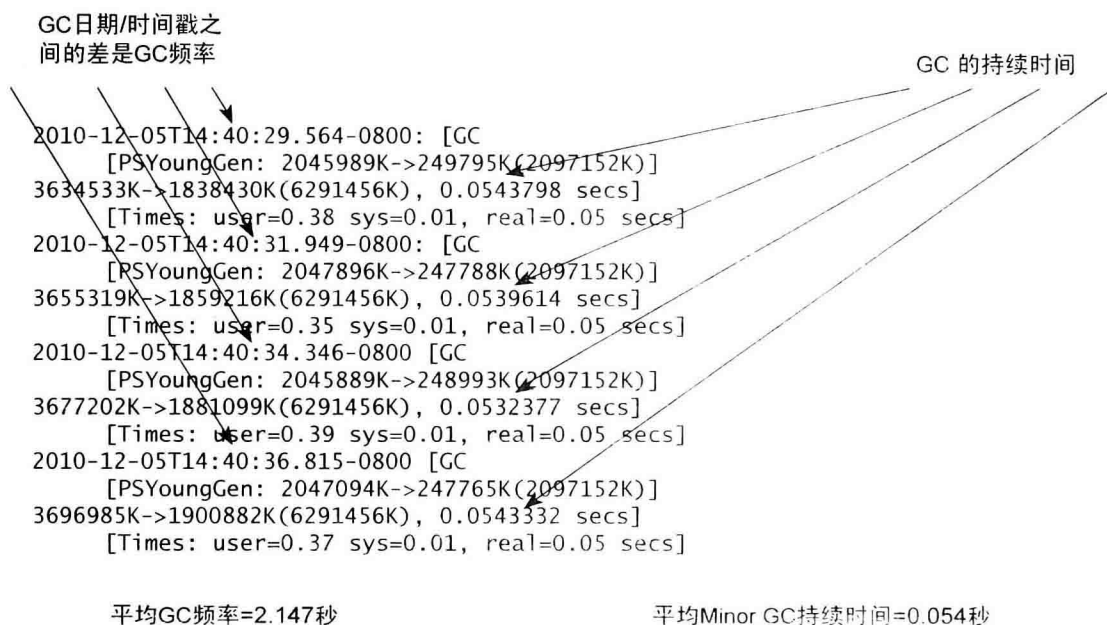 GC日期/时间戳之
间的差是GC频率
GC 的持续时间
2010-12-05T14:40:29.564-0800: [GC
[PSYoungGen: 2045989K->249795K(2097152K)]
3634533K->1838430K(6291456K), 0.0543798 secs]
[Times: user=0.38 sys=0.01, real=0.05 secs]
2010-12-05T14:40:31.949-0800: [GC
[PSYoungGen: 2047896K->247788K(2097152K)]
3655319K->1859216K(6291456K), 0.0539614 secs]
[Times: user=0.35 sys=0.01, real=0.05 secs]
2010-12-05T14:40:34.346-0800 [GC
[PSYoungGen: 2045889K->248993K(2097152K)]
3677202K->1881099K(6291456K), 0.0532377 secs]
[Times: user=0.39 sys=0.01, real=0.05 secs]
2010-12-05T14:40:36.815-0800 [GC
[PSYoungGen: 2047094K->247765K(2097152K)]
3696985K->1900882K(6291456K), 0.0543332 secs]
[Times: user=0.37 sys=0.01, real=0.05 secs]
平均GC频率=2.147秒
平均Minor GC持续时间=0.054秒